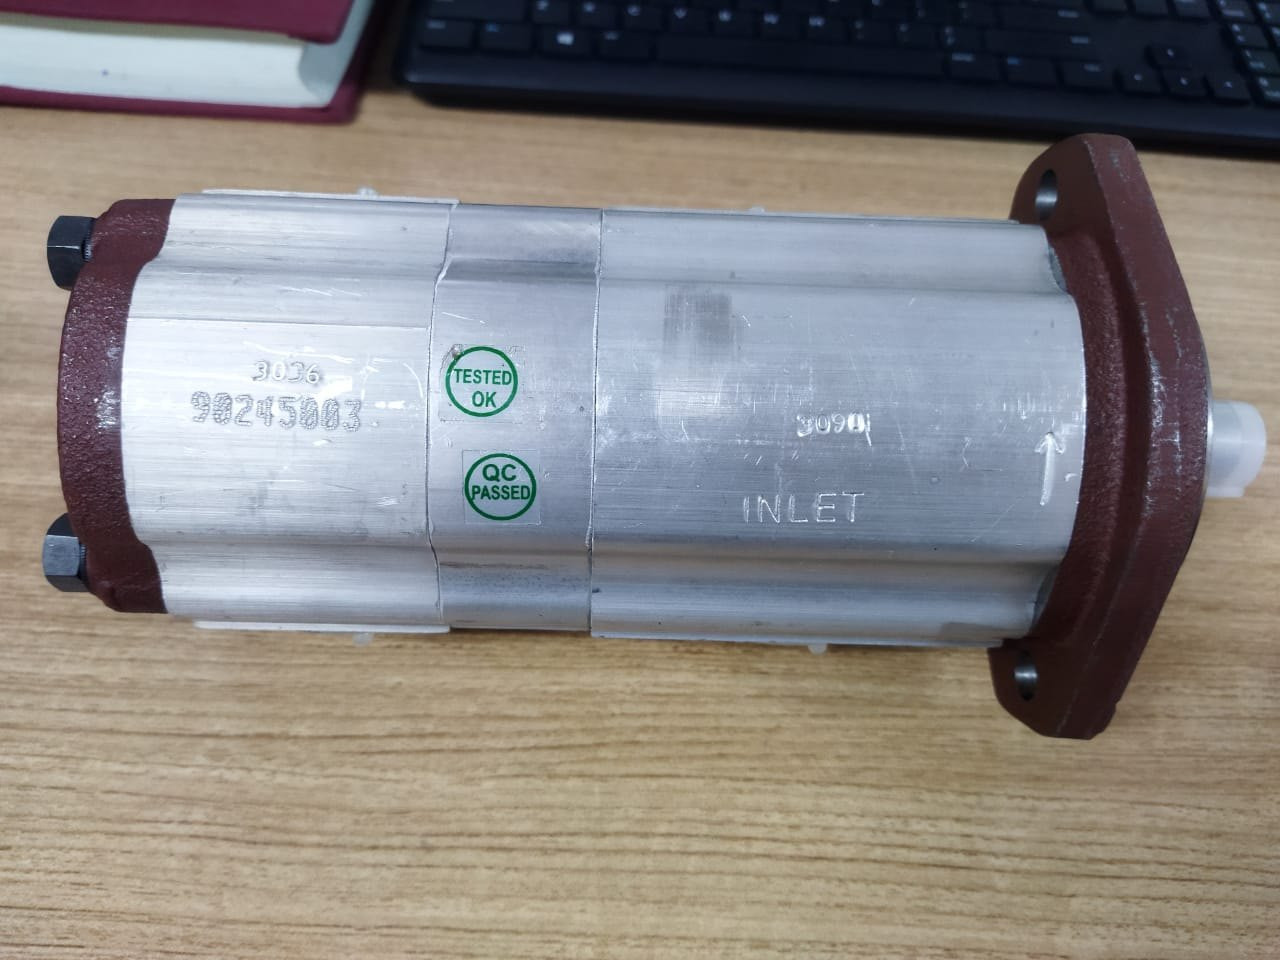 3036
90245003
TESTED
OK
QC
PASSED
INLET